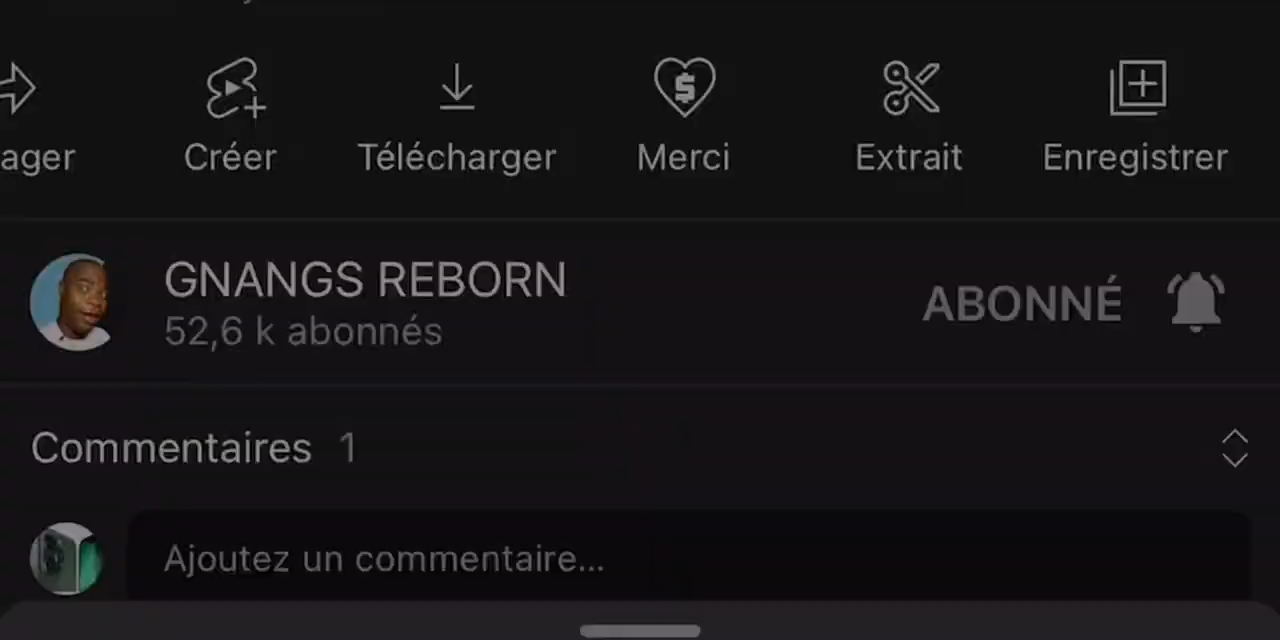 ager Créer Télécharger Merci Extrait Enregistrer
GNANGS REBORN
52,6 k abonnés
ABONNÉ
Commentaires 1
Ajoutez un commentaire...